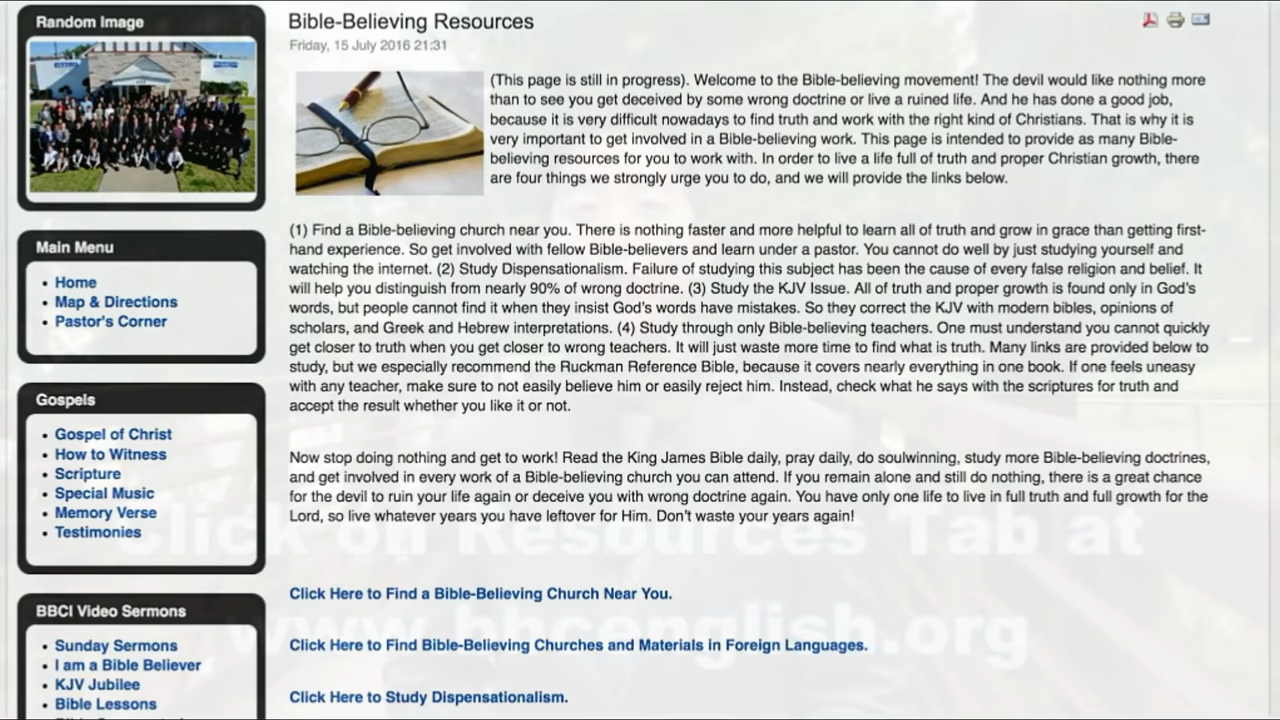 Random Image
Main Menu
Home
Map & Directions
Pastor's Corner
Gospels
Gospel of Christ
How to Witness
Scripture
Special Music
Memory Verse
Testimonies
BBCI Video Sermons
Sunday Sermons
I am a Bible Believer
KJV Jubilee
Bible Lessons
Bible-Believing Resources
Friday, 15 July 2016 21:31
(This page is still in progress). Welcome to the Bible-believing movement! The devil would like nothing more
than to see you get deceived by some wrong doctrine or live a ruined life. And he has done a good job,
because it is very difficult nowadays to find truth and work with the right kind of Christians. That is why it is
very important to get involved in a Bible-believing work. This page is intended to provide as many Bible-
believing resources for you to work with. In order to live a life full of truth and proper Christian growth, there
are four things we strongly urge you to do, and we will provide the links below.
(1) Find a Bible-believing church near you. There is nothing faster and more helpful to learn all of truth and grow in grace than getting first-
hand experience. So get involved with fellow Bible-believers and learn under a pastor. You cannot do well by just studying yourself and
watching the internet. (2) Study Dispensationalism. Failure of studying this subject has been the cause of every false religion and belief. It
will help you distinguish from nearly 90% of wrong doctrine. (3) Study the KJV Issue. All of truth and proper growth is found only in God's
words, but people cannot find it when they insist God's words have mistakes. So they correct the KJV with modern bibles, opinions of
scholars, and Greek and Hebrew interpretations. (4) Study through only Bible-believing teachers. One must understand you cannot quickly
get closer to truth when you get closer to wrong teachers. It will just waste more time to find what is truth. Many links are provided below to
study, but we especially recommend the Ruckman Reference Bible, because it covers nearly everything in one book. If one feels uneasy
with any teacher, make sure to not easily believe him or easily reject him. Instead, check what he says with the scriptures for truth and
accept the result whether you like it or not.
Now stop doing nothing and get to work! Read the King James Bible daily, pray daily, do soulwinning, study more Bible-believing doctrines,
and get involved in every work of a Bible-believing church you can attend. If you remain alone and still do nothing, there is a great chance
for the devil to ruin your life again or deceive you with wrong doctrine again. You have only one life to live in full truth and full growth for the
Lord, so live whatever years you have leftover for Him. Don't waste your years again!
Click on Resources Tab at
www.bbcenglish.org
Click Here to Find a Bible-Believing Church Near You.
Click Here to Find Bible-Believing Churches and Materials in Foreign Languages.
Click Here to Study Dispensationalism.